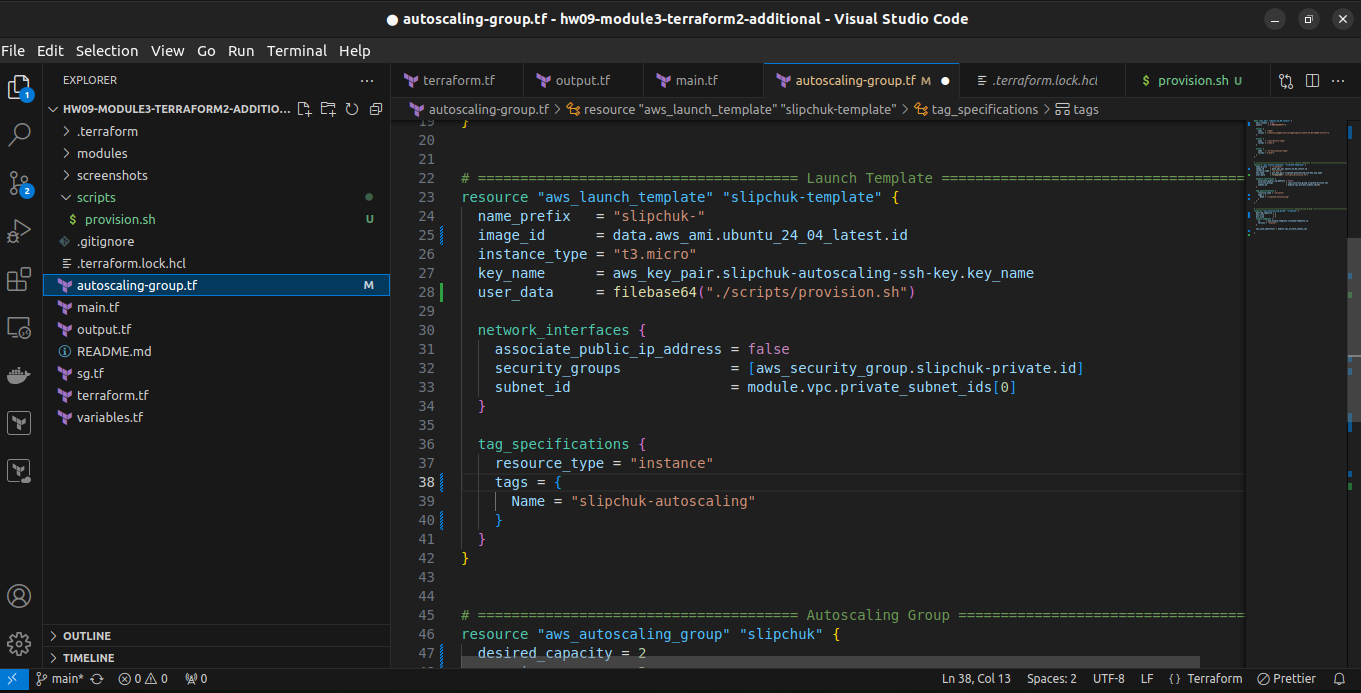 autoscaling-group.tf - hw09-module3-terraform2-additional - Visual Studio Code
File Edit Selection View Go Run Terminal Help
EXPLORER
HW09-MODULE3-TERRAFORM2-ADDITIO...
.terraform
modules
screenshots
scripts
$ provision.sh U
.gitignore
.terraform.lock.hcl
autoscaling-group.tf M
main.tf
output.tf
README.md
sg.tf
terraform.tf
variables.tf
OUTLINE
TIMELINE
1
2
terraform.tf output.tf main.tf autoscaling-group.tf M .terraform.lock.hcl $ provision.sh U
autoscaling-group.tf > resource "aws_launch_template" "slipchuk-template" > tag_specifications > tags
19 }
20
21
22 # ====================================== Launch Template ====================================
23 resource "aws_launch_template" "slipchuk-template" {
24 name_prefix = "slipchuk-"
25 image_id = data.aws_ami.ubuntu_24_04_latest.id
26 instance_type = "t3.micro"
27 key_name = aws_key_pair.slipchuk-autoscaling-ssh-key.key_name
28 user_data = filebase64("./scripts/provision.sh")
29
30 network_interfaces {
31 associate_public_ip_address = false
32 security_groups = [aws_security_group.slipchuk-private.id]
33 subnet_id = module.vpc.private_subnet_ids[0]
34 }
35
36 tag_specifications {
37 resource_type = "instance"
38 tags = {
39 Name = "slipchuk-autoscaling"
40 }
41 }
42 }
43
44
45 # ====================================== Autoscaling Group ==================================
46 resource "aws_autoscaling_group" "slipchuk" {
47 desired_capacity = 2
main* 0 0 0 Ln 38, Col 13 Spaces: 2 UTF-8 LF {} Terraform Prettier